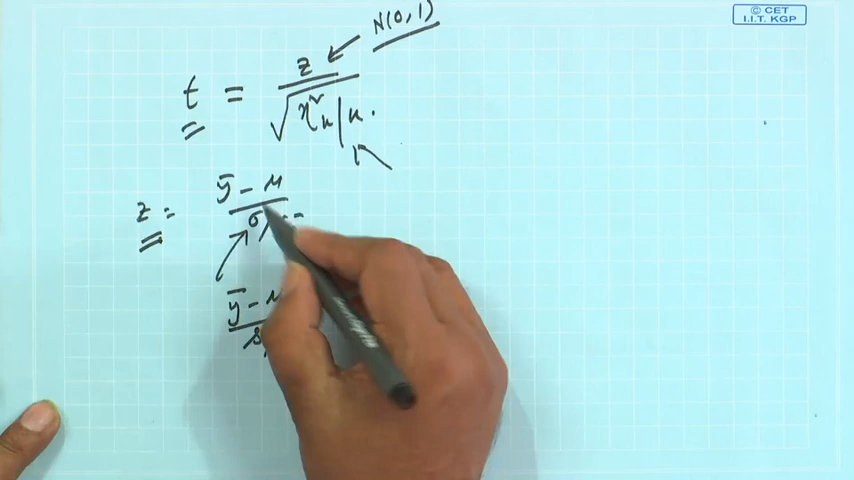 © CET
I.I.T. KGP
N(0,1)
t = z / √(χ²ₙ | n .
z = ȳ - μ / σ /
ȳ - μ / s